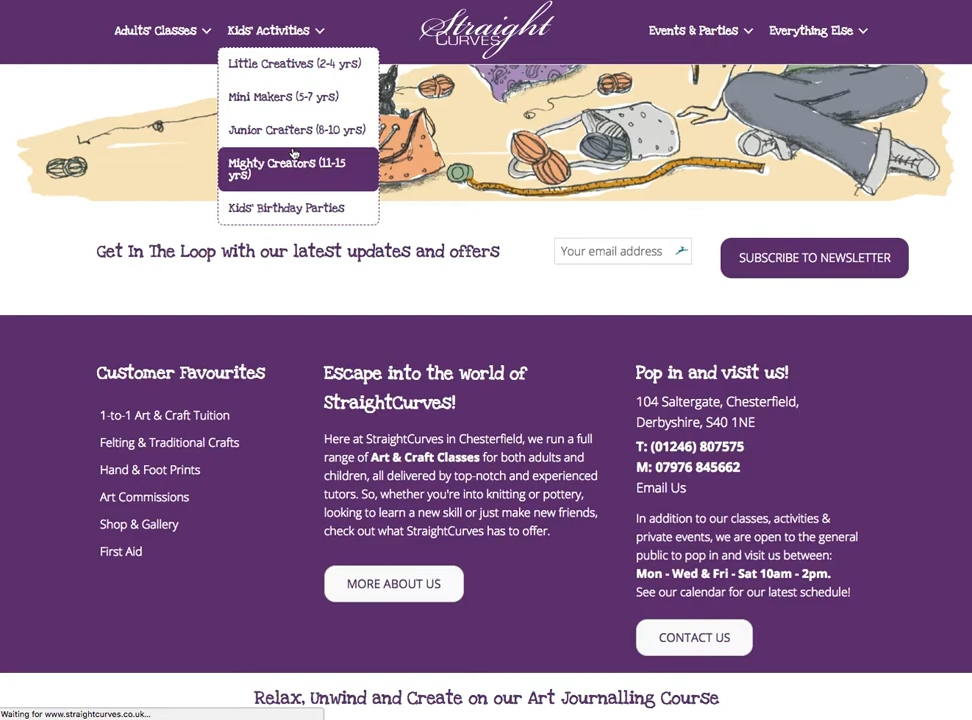 Adults' Classes
Kids' Activities
Straight
CURVES
Events & Parties
Everything Else
Little Creatives (2-4 yrs)
Mini Makers (5-7 yrs)
Junior Crafters (8-10 yrs)
Mighty Creators (11-15
yrs)
Kids' Birthday Parties
Get In The Loop with our latest updates and offers
Your email address
SUBSCRIBE TO NEWSLETTER
Customer Favourites
1-to-1 Art & Craft Tuition
Felting & Traditional Crafts
Hand & Foot Prints
Art Commissions
Shop & Gallery
First Aid
Escape into the world of
StraightCurves!
Here at StraightCurves in Chesterfield, we run a full
range of Art & Craft Classes for both adults and
children, all delivered by top-notch and experienced
tutors. So, whether you're into knitting or pottery,
looking to learn a new skill or just make new friends,
check out what StraightCurves has to offer.
MORE ABOUT US
Pop in and visit us!
104 Saltergate, Chesterfield,
Derbyshire, S40 1NE
T: (01246) 807575
M: 07976 845662
Email Us
In addition to our classes, activities &
private events, we are open to the general
public to pop in and visit us between:
Mon - Wed & Fri - Sat 10am - 2pm.
See our calendar for our latest schedule!
CONTACT US
Relax, Unwind and Create on our Art Journalling Course
Waiting for www.straightcurves.co.uk...